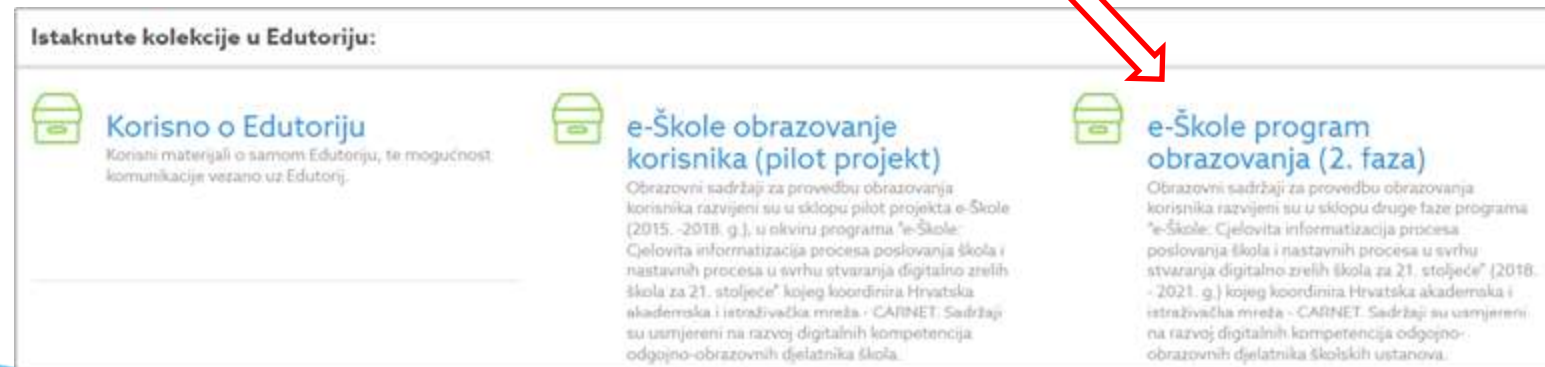 Istaknute kolekcije u Edutoriju:
Korisno o Edutoriju
Korisni materijali o samom Edutoriju, te mogućnost
komunikacije vezano uz Edutorij.
e-Škole obrazovanje
korisnika (pilot projekt)
Obrazovni sadržaji za provedbu obrazovanja
korisnika razvijeni su u sklopu pilot projekta e-Škole
(2015. -2018. g.), u okviru programa "e-Škole:
Cjelovita informatizacija procesa poslovanja škola i
nastavnih procesa u svrhu stvaranja digitalno zrelih
škola za 21. stoljeće" kojeg koordinira Hrvatska
akademska i istraživačka mreža - CARNET. Sadržaji
su usmjereni na razvoj digitalnih kompetencija
odgojno-obrazovnih djelatnika škola.
e-Škole program
obrazovanja (2. faza)
Obrazovni sadržaji za provedbu obrazovanja
korisnika razvijeni su u sklopu druge faze programa
"e-Škole: Cjelovita informatizacija procesa
poslovanja škola i nastavnih procesa u svrhu
stvaranja digitalno zrelih škola za 21. stoljeće" (2018.
- 2021. g.) kojeg koordinira Hrvatska akademska i
istraživačka mreža - CARNET. Sadržaji su usmjereni
na razvoj digitalnih kompetencija odgojno-
obrazovnih djelatnika školskih ustanova.